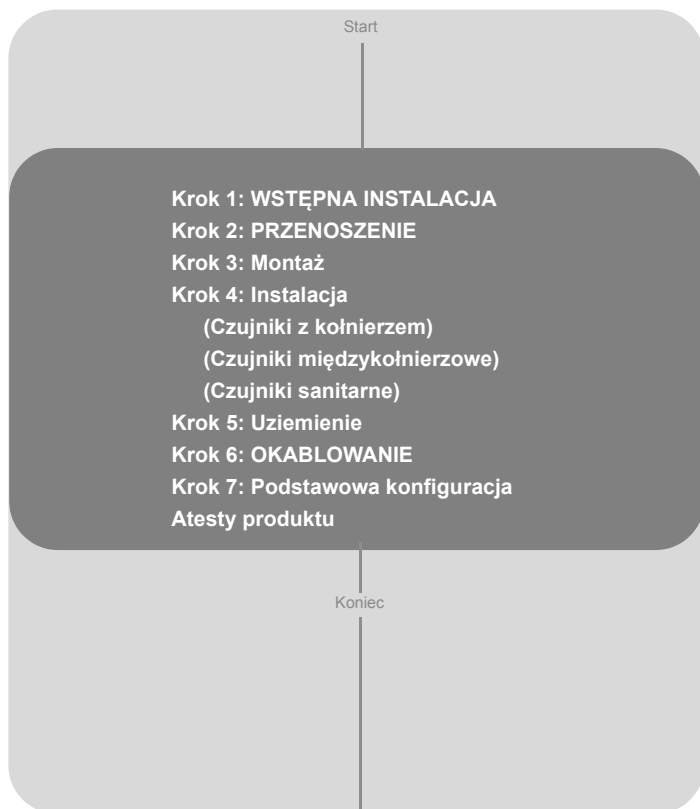 Start
Krok 1: WSTĘPNA INSTALACJA
Krok 2: PRZENOSZENIE
Krok 3: Montaż
Krok 4: Instalacja
(Czujniki z kołnierzem)
(Czujniki międzykołnierzowe)
(Czujniki sanitarne)
Krok 5: Uziemienie
Krok 6: OKABLOWANIE
Krok 7: Podstawowa konfiguracja
Atesty produktu
Koniec